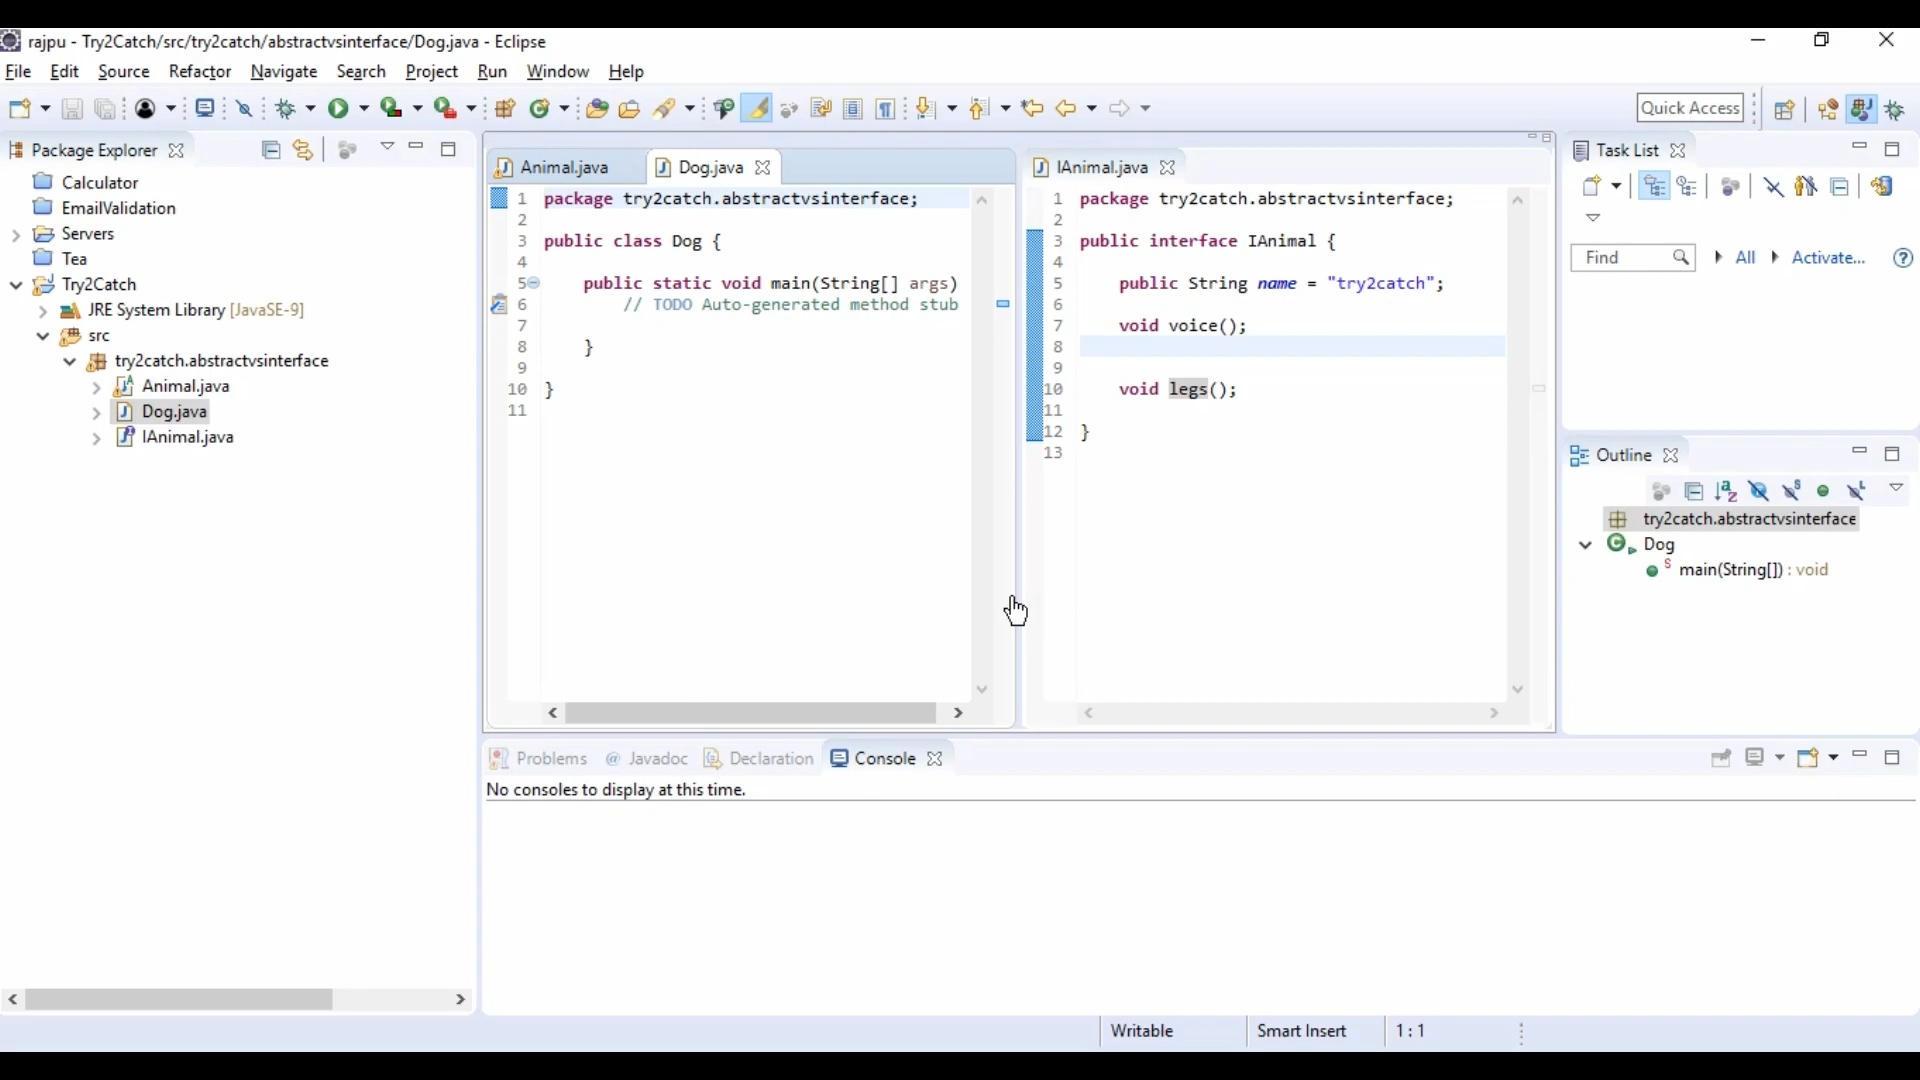 rajpu - Try2Catch/src/try2catch/abstractvsinterface/Dog.java - Eclipse
File Edit Source Refactor Navigate Search Project Run Window Help
Quick Access
Package Explorer
Calculator
EmailValidation
Servers
Tea
Try2Catch
JRE System Library [JavaSE-9]
src
try2catch.abstractvsinterface
Animal.java
Dog.java
IAnimal.java
Animal.java Dog.java
1 package try2catch.abstractvsinterface;
2
3 public class Dog {
4
5 public static void main(String[] args)
6 // TODO Auto-generated method stub
7
8 }
9
10 }
11
IAnimal.java
1 package try2catch.abstractvsinterface;
2
3 public interface IAnimal {
4
5 public String name = "try2catch";
6
7 void voice();
8
9
10 void legs();
11
12 }
13
Task List
Find All Activate...
Outline
try2catch.abstractvsinterface
Dog
main(String[]) : void
Problems @ Javadoc Declaration Console
No consoles to display at this time.
Writable Smart Insert 1 : 1